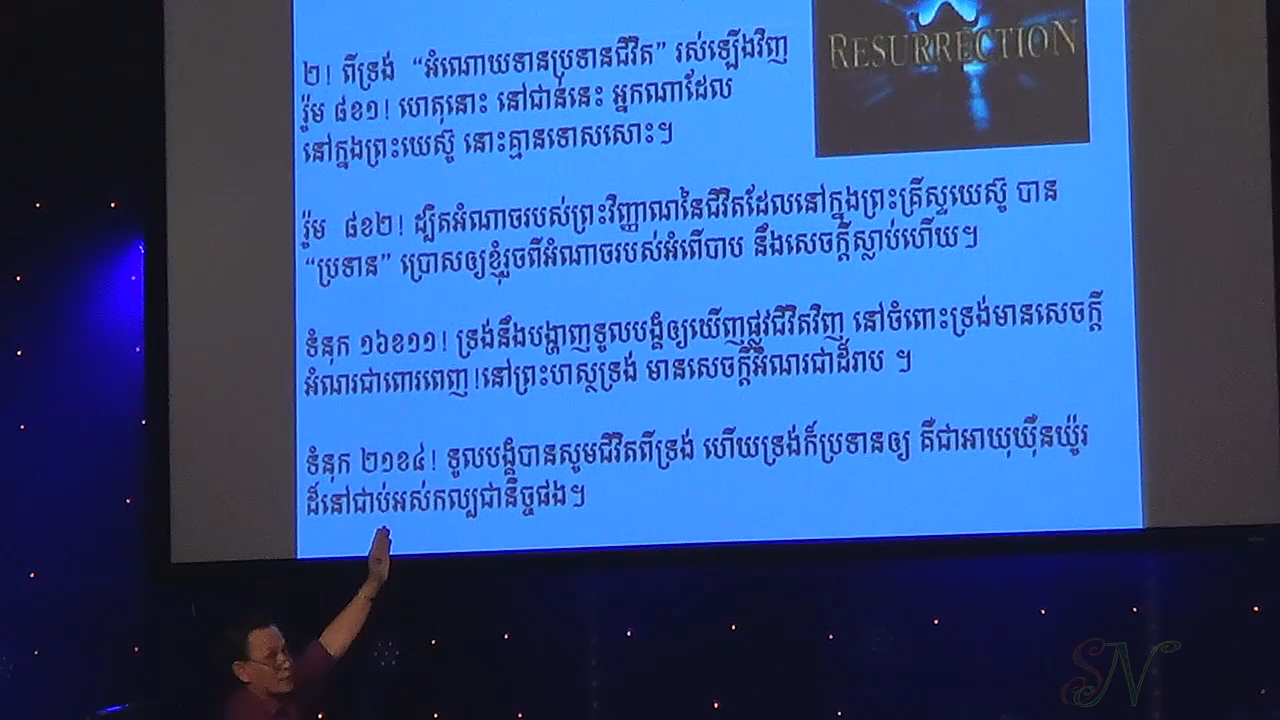 RESURRECTION
២! ពីទ្រង់ “អំណោយទានប្រទានជីវិត” រស់ឡើងវិញ
រ៉ូម ៨ខ១! ហេតុនោះ នៅជាន់នេះ អ្នកណាដែល
នៅក្នុងព្រះយេស៊ូ នោះគ្មានទោសសោះ។
រ៉ូម ៨ខ២! ដ្បិតអំណាចរបស់ព្រះវិញ្ញាណនៃជីវិតដែលនៅក្នុងព្រះគ្រីស្ទយេស៊ូ បាន
“ប្រទាន” ប្រោសឲ្យខ្ញុំរួចពីអំណាចរបស់អំពើបាប នឹងសេចក្តីស្លាប់ហើយ។
ទំនុក ១៦ខ១១! ទ្រង់នឹងបង្ហាញទូលបង្គំឲ្យឃើញផ្លូវជីវិតវិញ នៅចំពោះទ្រង់មានសេចក្តី
អំណរជាពោរពេញ!នៅព្រះហស្ថទ្រង់ មានសេចក្តីអំណរជាដរាប ។
ទំនុក ២១ខ៤! ទូលបង្គំបានសូមជីវិតពីទ្រង់ ហើយទ្រង់ក៏ប្រទានឲ្យ គឺជាអាយុយ៉ឺនយ៉ូរ
ដ៏នៅជាប់អស់កល្បជានិច្ចផង។
SN